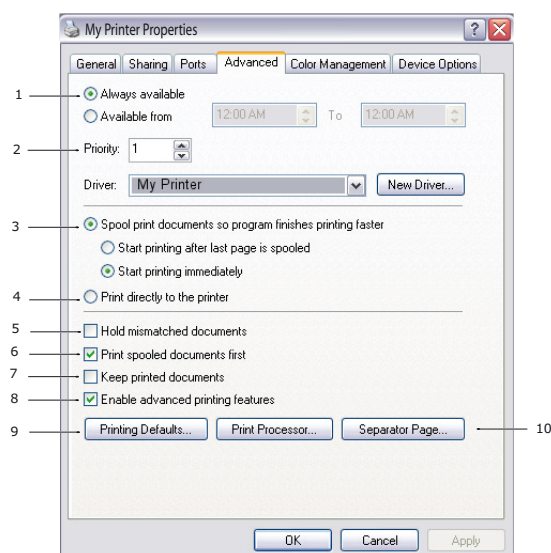 My Printer Properties
General Sharing Ports Advanced Color Management Device Options
1 Always available
Available from 12:00 AM To 12:00 AM
2 Priority: 1
Driver: My Printer New Driver...
3 Spool print documents so program finishes printing faster
Start printing after last page is spooled
Start printing immediately
4 Print directly to the printer
5 Hold mismatched documents
6 Print spooled documents first
7 Keep printed documents
8 Enable advanced printing features
9 Printing Defaults... Print Processor... Separator Page... 10
OK Cancel Apply